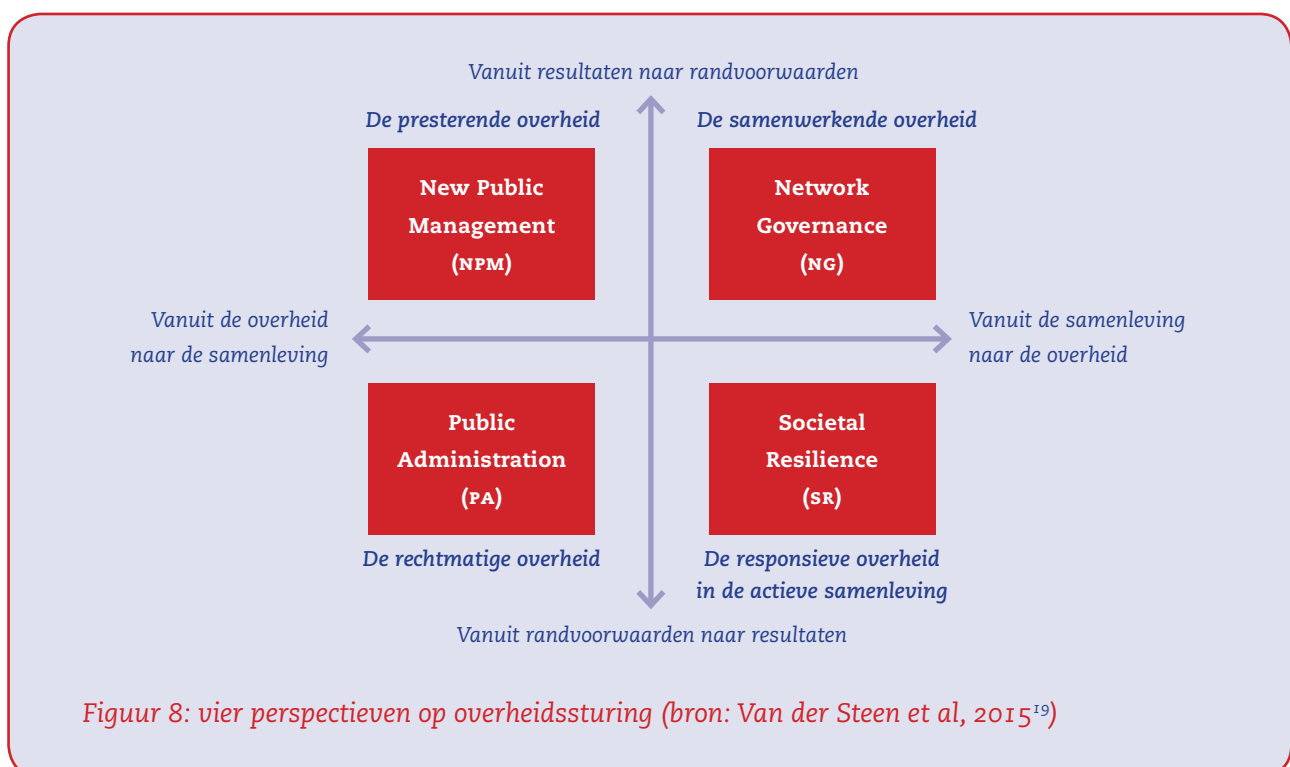 Vanuit resultaten naar randvoorwaarden
De presterende overheid
De samenwerkende overheid
New Public
Management
(NPM)
Network
Governance
(NG)
Vanuit de overheid
naar de samenleving
Vanuit de samenleving
naar de overheid
Public
Administration
(PA)
Societal
Resilience
(SR)
De rechtmatige overheid
De responsieve overheid
in de actieve samenleving
Vanuit randvoorwaarden naar resultaten
Figuur 8: vier perspectieven op overheidssturing (bron: Van der Steen et al, 2015¹⁹)